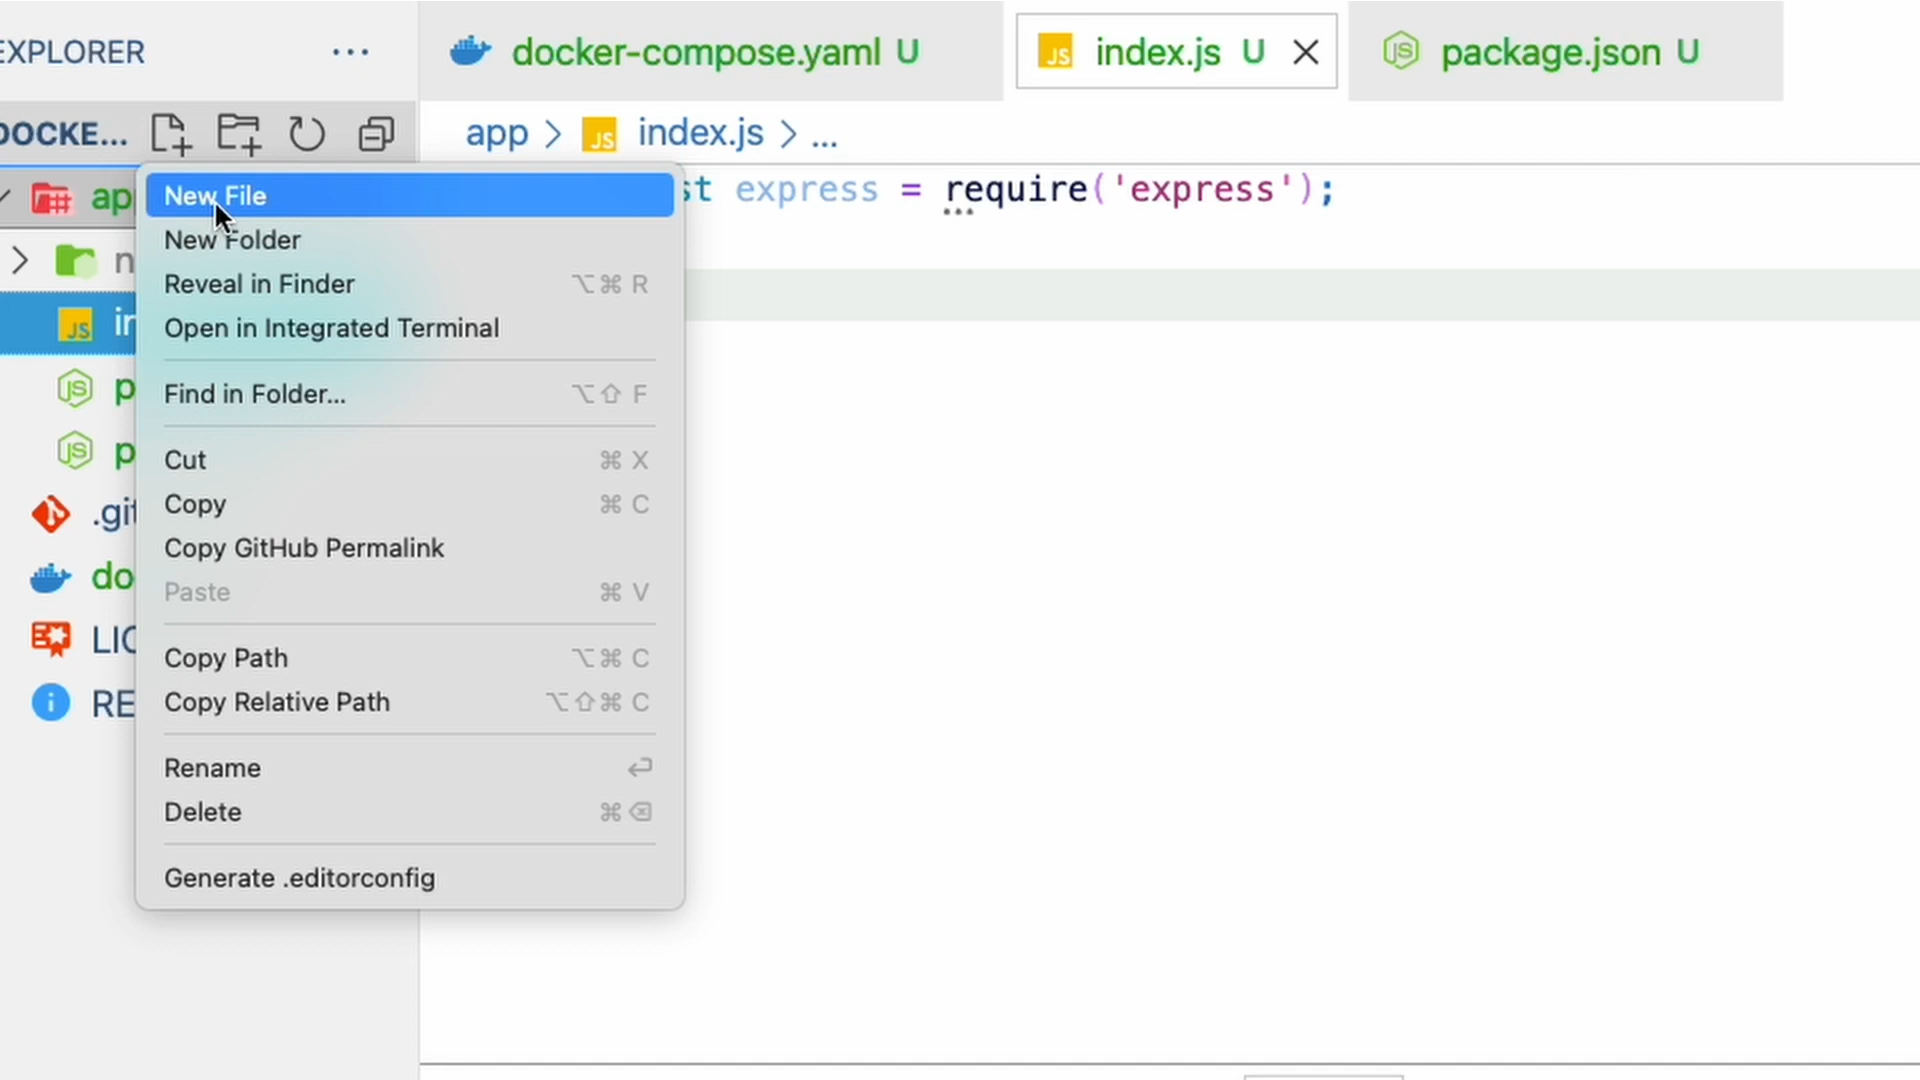 EXPLORER
docker-compose.yaml U
index.js U
package.json U
DOCKE...
app > index.js > ...
st express = require('express');
New File
New Folder
Reveal in Finder ⌥⌘ R
Open in Integrated Terminal
Find in Folder... ⌥⇧ F
Cut ⌘ X
Copy ⌘ C
Copy GitHub Permalink
Paste ⌘ V
Copy Path ⌥⌘ C
Copy Relative Path ⌥⇧⌘ C
Rename
Delete ⌘⌫
Generate .editorconfig
ap
n
in
p
p
.git
do
LIC
RE